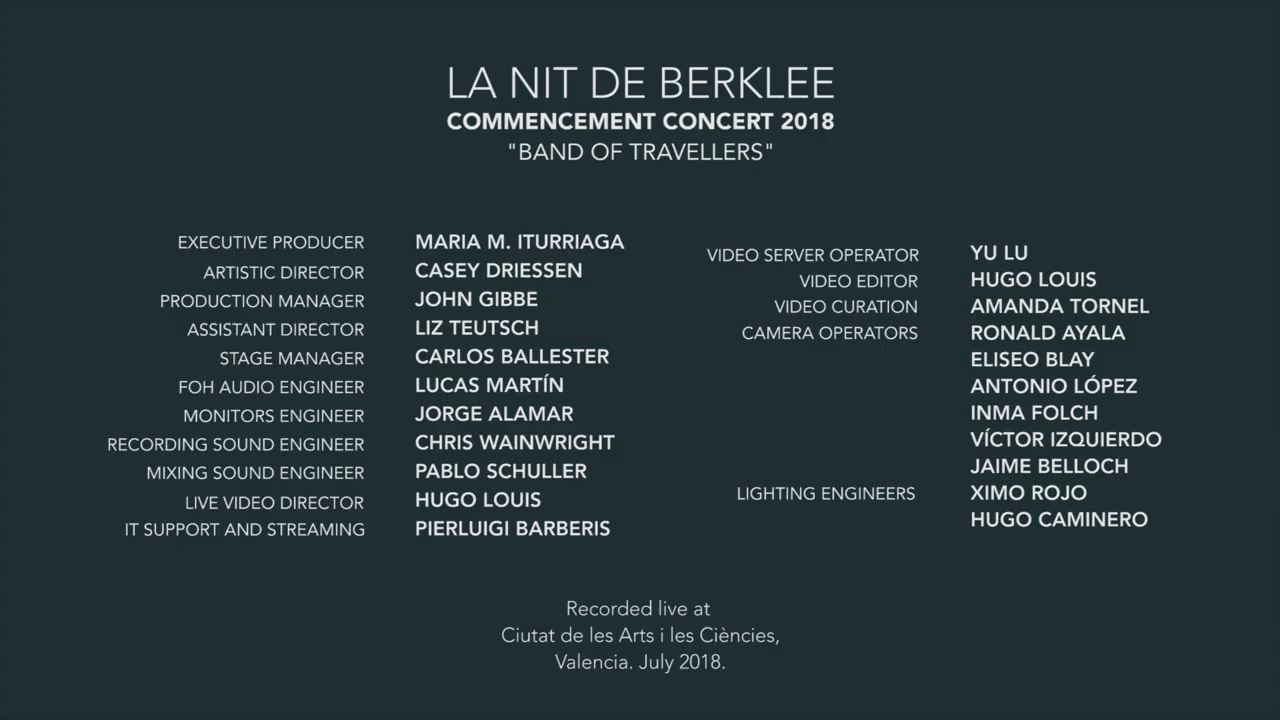 LA NIT DE BERKLEE
COMMENCEMENT CONCERT 2018
"BAND OF TRAVELLERS"
EXECUTIVE PRODUCER MARIA M. ITURRIAGA
ARTISTIC DIRECTOR CASEY DRIESSEN
PRODUCTION MANAGER JOHN GIBBE
ASSISTANT DIRECTOR LIZ TEUTSCH
STAGE MANAGER CARLOS BALLESTER
FOH AUDIO ENGINEER LUCAS MARTÍN
MONITORS ENGINEER JORGE ALAMAR
RECORDING SOUND ENGINEER CHRIS WAINWRIGHT
MIXING SOUND ENGINEER PABLO SCHULLER
LIVE VIDEO DIRECTOR HUGO LOUIS
IT SUPPORT AND STREAMING PIERLUIGI BARBERIS
VIDEO SERVER OPERATOR YU LU
VIDEO EDITOR HUGO LOUIS
VIDEO CURATION AMANDA TORNEL
CAMERA OPERATORS RONALD AYALA
ELISEO BLAY
ANTONIO LÓPEZ
INMA FOLCH
VÍCTOR IZQUIERDO
JAIME BELLOCH
LIGHTING ENGINEERS XIMO ROJO
HUGO CAMINERO
Recorded live at
Ciutat de les Arts i les Ciències,
Valencia. July 2018.